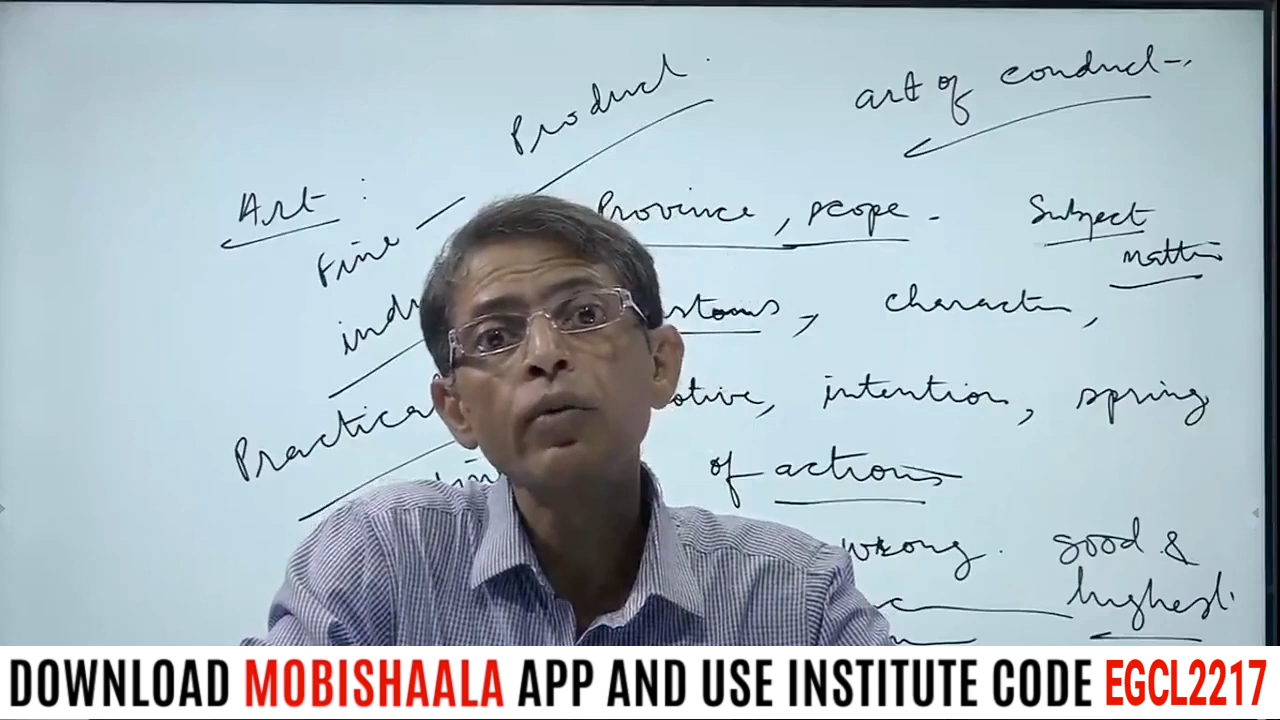 Product.
art of conduct
Art:
Fine
Province, scope. Subject
matter
character,
intention, spring
of actions
Practical
wrong. good &
highest.
DOWNLOAD MOBISHAALA APP AND USE INSTITUTE CODE EGCL2217